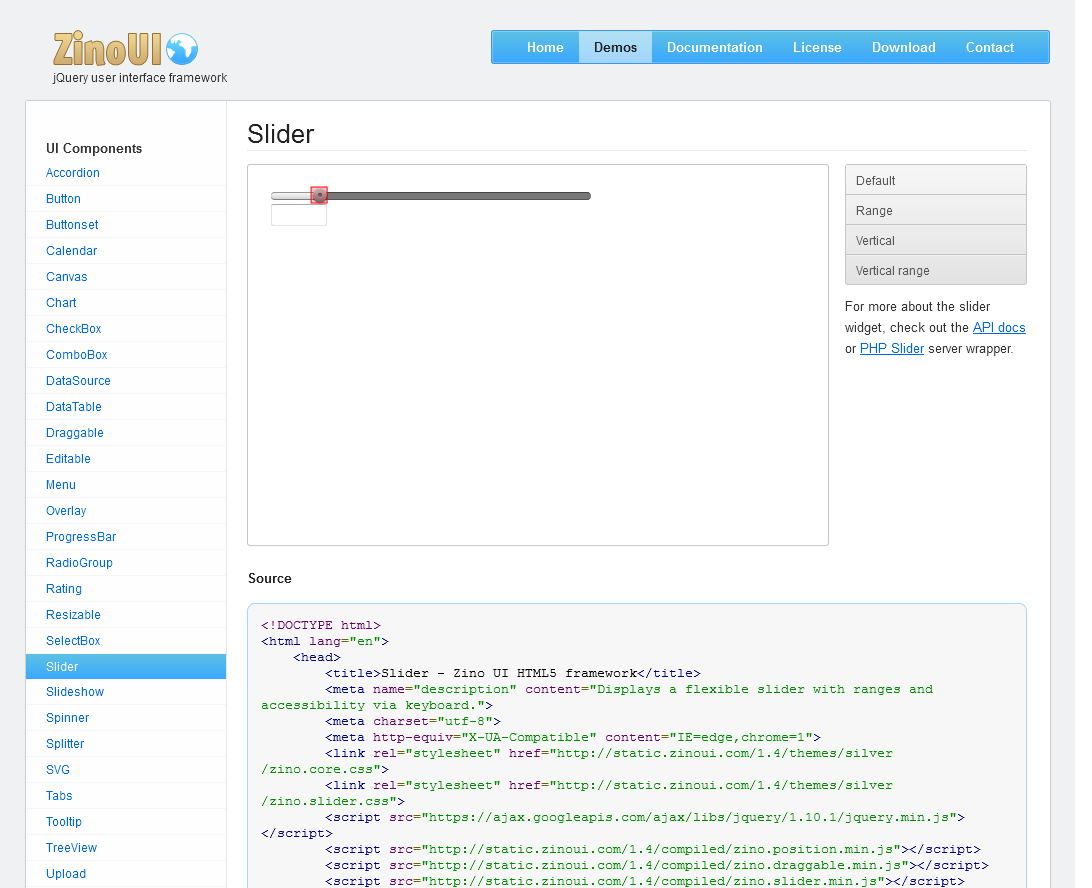 ZinoUI
jQuery user interface framework
Home
Demos
Documentation
License
Download
Contact
UI Components
Accordion
Button
Buttonset
Calendar
Canvas
Chart
CheckBox
ComboBox
DataSource
DataTable
Draggable
Editable
Menu
Overlay
ProgressBar
RadioGroup
Rating
Resizable
SelectBox
Slider
Slideshow
Spinner
Splitter
SVG
Tabs
Tooltip
TreeView
Upload
Slider
Default
Range
Vertical
Vertical range
For more about the slider
widget, check out the API docs
or PHP Slider server wrapper.
Source
<!DOCTYPE html>
<html lang="en">
<head>
<title>Slider - Zino UI HTML5 framework</title>
<meta name="description" content="Displays a flexible slider with ranges and
accessibility via keyboard.">
<meta charset="utf-8">
<meta http-equiv="X-UA-Compatible" content="IE=edge,chrome=1">
<link rel="stylesheet" href="http://static.zinoui.com/1.4/themes/silver
/zino.core.css">
<link rel="stylesheet" href="http://static.zinoui.com/1.4/themes/silver
/zino.slider.css">
<script src="https://ajax.googleapis.com/ajax/libs/jquery/1.10.1/jquery.min.js">
</script>
<script src="http://static.zinoui.com/1.4/compiled/zino.position.min.js"></script>
<script src="http://static.zinoui.com/1.4/compiled/zino.draggable.min.js"></script>
<script src="http://static.zinoui.com/1.4/compiled/zino.slider.min.js"></script>